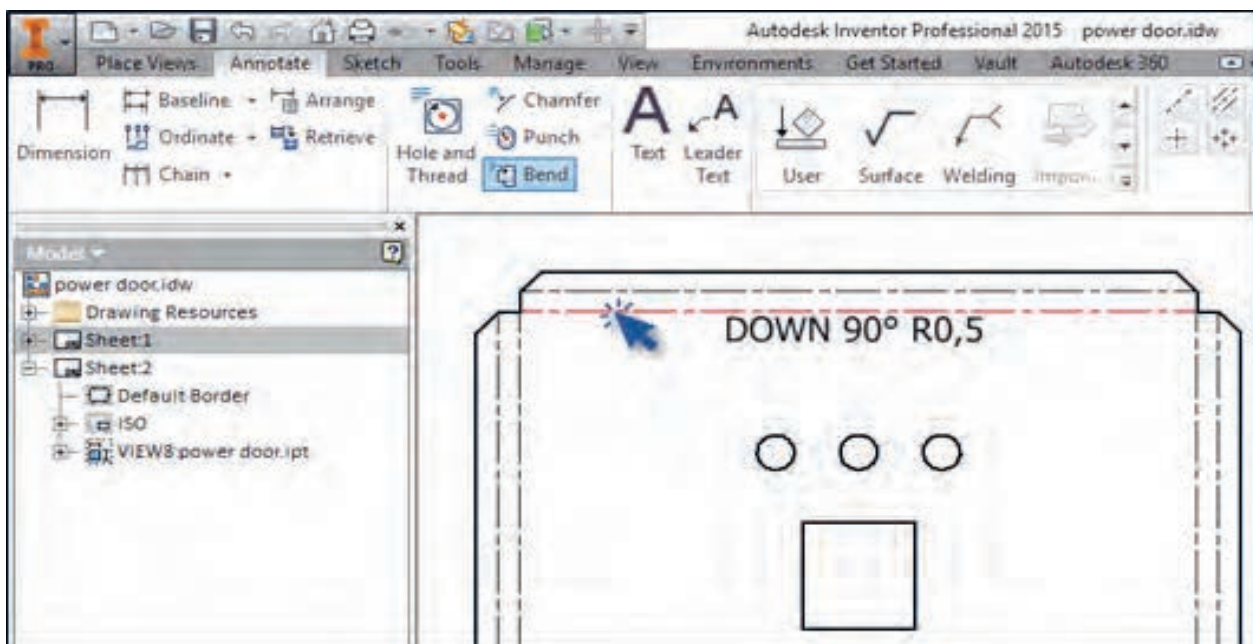 Autodesk Inventor Professional 2015 power door.idw
PRO Place Views Annotate Sketch Tools Manage View Environments Get Started Vault Autodesk 360
Dimension
Baseline
Ordinate
Chain
Arrange
Retrieve
Hole and
Thread
Chamfer
Punch
Bend
A
Text
A
Leader
Text
User
Surface
Welding
Model
power door.idw
Drawing Resources
Sheet:1
Sheet:2
Default Border
ISO
VIEW8:power door.ipt
DOWN 90° R0,5